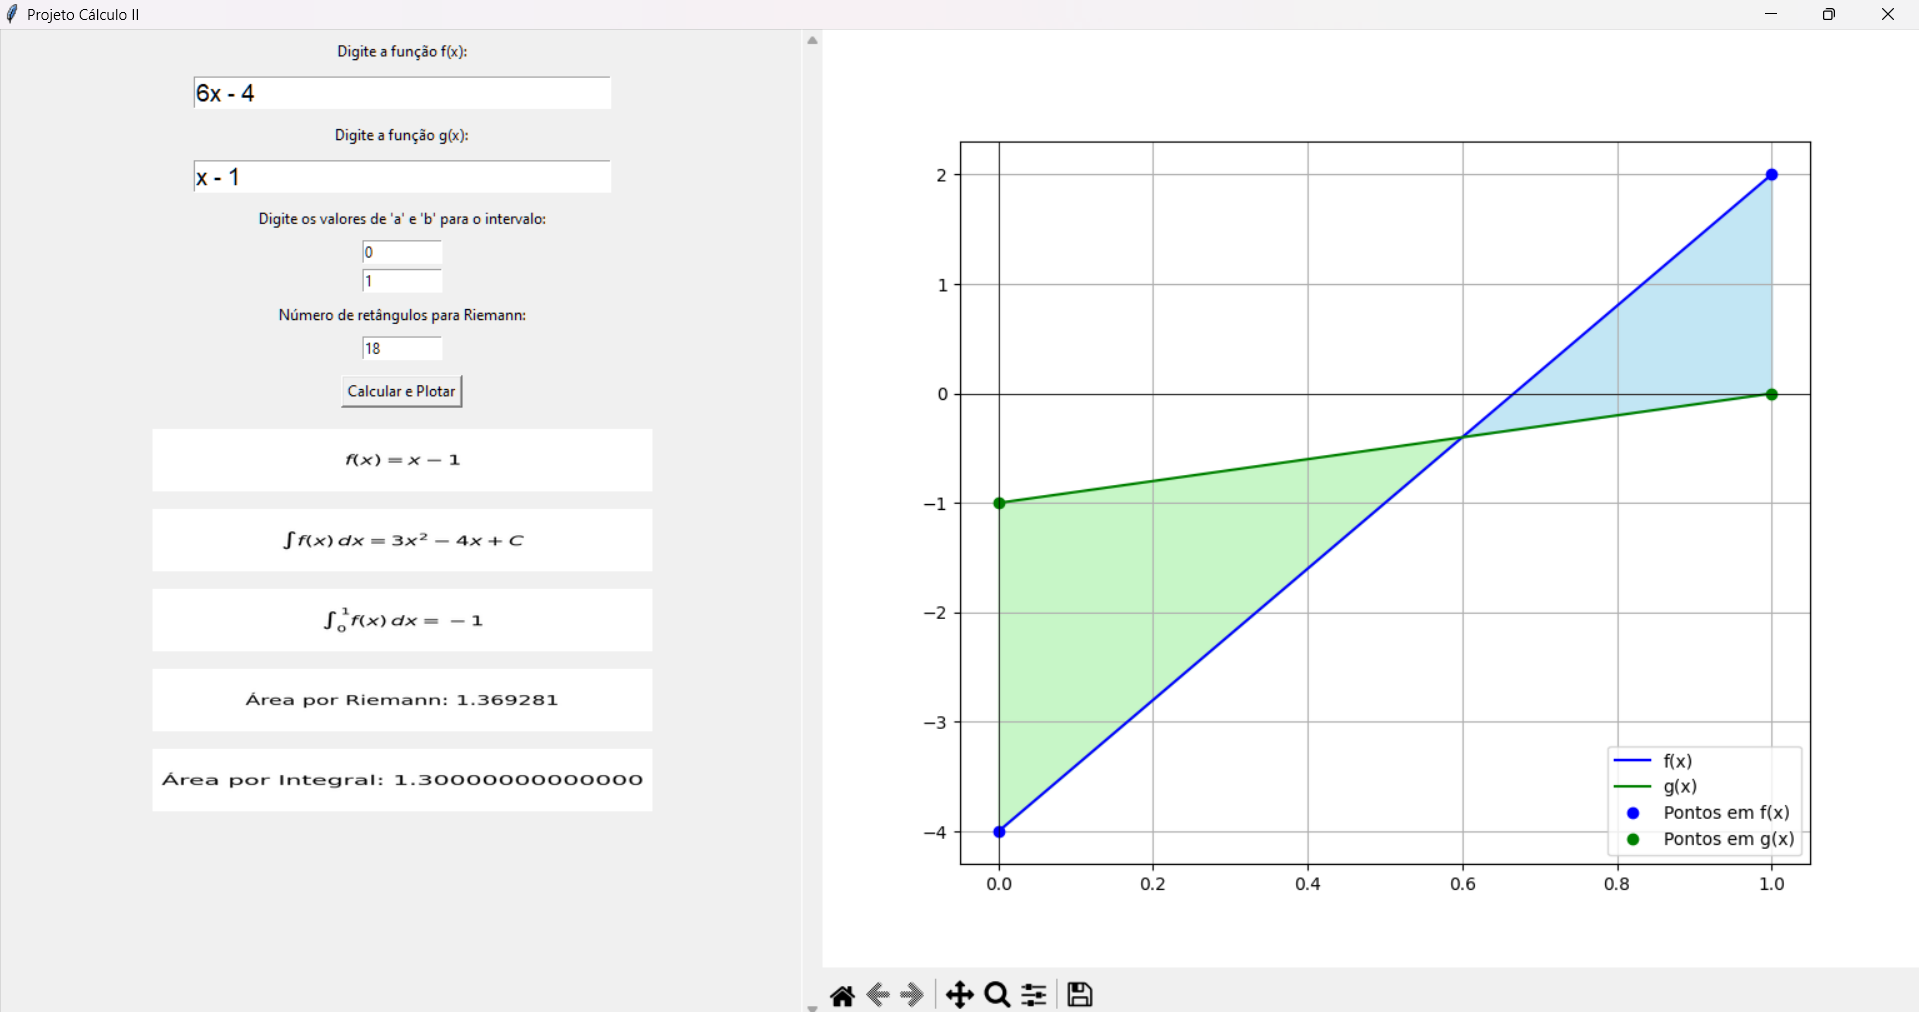 Projeto Cálculo II
Digite a função f(x):
6x - 4
Digite a função g(x):
x - 1
Digite os valores de 'a' e 'b' para o intervalo:
0
1
Número de retângulos para Riemann:
18
Calcular e Plotar
f(x) = x − 1
∫ f(x) dx = 3x² − 4x + C
∫₀¹ f(x) dx = − 1
Área por Riemann: 1.369281
Área por Integral: 1.30000000000000
2
1
0
−1
−2
−3
−4
0.0 0.2 0.4 0.6 0.8 1.0
f(x)
g(x)
Pontos em f(x)
Pontos em g(x)